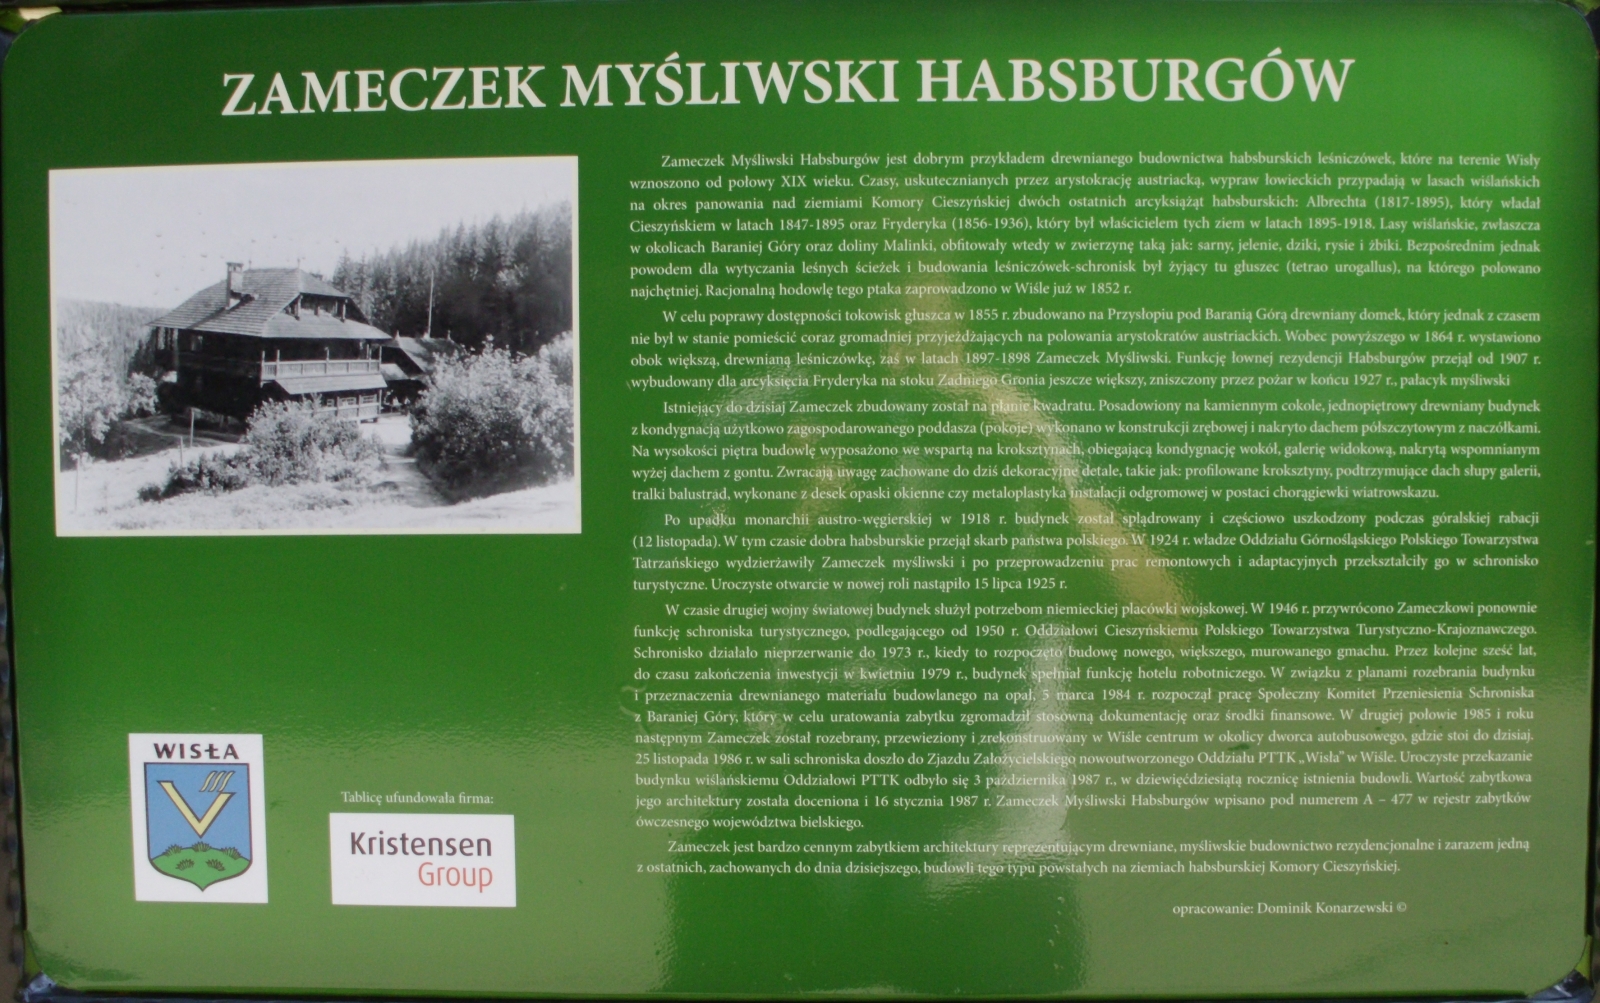 ZAMECZEK MYŚLIWSKI HABSBURGÓW
Zameczek Myśliwski Habsburgów jest dobrym przykładem drewnianego budownictwa habsburskich leśniczówek, które na terenie Wisły
wznoszono od połowy XIX wieku. Czasy, uskutecznianych przez arystokrację austriacką, wypraw łowieckich przypadają w lasach wiślańskich
na okres panowania nad ziemiami Komory Cieszyńskiej dwóch ostatnich arcyksiążąt habsburskich: Albrechta (1817-1895), który władał
Cieszyńskiem w latach 1847-1895 oraz Fryderyka (1856-1936), który był właścicielem tych ziem w latach 1895-1918. Lasy wiślańskie, zwłaszcza
w okolicach Baraniej Góry oraz doliny Malinki, obfitowały wtedy w zwierzynę taką jak: sarny, jelenie, dziki, rysie i żbiki. Bezpośrednim jednak
powodem dla wytyczania leśnych ścieżek i budowania leśniczówek-schronisk był żyjący tu głuszec (tetrao urogallus), na którego polowano
najchętniej. Racjonalną hodowlę tego ptaka zaprowadzono w Wiśle już w 1852 r.
W celu poprawy dostępności tokowisk głuszca w 1855 r. zbudowano na Przysłopiu pod Baranią Górą drewniany domek, który jednak z czasem
nie był w stanie pomieścić coraz gromadniej przyjeżdżających na polowania arystokratów austriackich. Wobec powyższego w 1864 r. wystawiono
obok większą, drewnianą leśniczówkę, zaś w latach 1897-1898 Zameczek Myśliwski. Funkcję łownej rezydencji Habsburgów przejął od 1907 r.
wybudowany dla arcyksięcia Fryderyka na stoku Zadniego Gronia jeszcze większy, zniszczony przez pożar w końcu 1927 r., pałacyk myśliwski
Istniejący do dzisiaj Zameczek zbudowany został na planie kwadratu. Posadowiony na kamiennym cokole, jednopiętrowy drewniany budynek
z kondygnacją użytkowo zagospodarowanego poddasza (pokoje) wykonano w konstrukcji zrębowej i nakryto dachem półszczytowym z naczółkami.
Na wysokości piętra budowlę wyposażono we wspartą na kroksztynach, obiegającą kondygnację wokół, galerię widokową, nakrytą wspomnianym
wyżej dachem z gontu. Zwracają uwagę zachowane do dziś dekoracyjne detale, takie jak: profilowane kroksztyny, podtrzymujące dach słupy galerii,
tralki balustrad, wykonane z desek opaski okienne czy metaloplastyka instalacji odgromowej w postaci chorągiewki wiatrowskazu.
Po upadku monarchii austro-węgierskiej w 1918 r. budynek został splądrowany i częściowo uszkodzony podczas góralskiej rabacji
(12 listopada). W tym czasie dobra habsburskie przejął skarb państwa polskiego. W 1924 r. władze Oddziału Górnośląskiego Polskiego Towarzystwa
Tatrzańskiego wydzierżawiły Zameczek myśliwski i po przeprowadzeniu prac remontowych i adaptacyjnych przekształciły go w schronisko
turystyczne. Uroczyste otwarcie w nowej roli nastąpiło 15 lipca 1925 r.
W czasie drugiej wojny światowej budynek służył potrzebom niemieckiej placówki wojskowej. W 1946 r. przywrócono Zameczkowi ponownie
funkcję schroniska turystycznego, podlegającego od 1950 r. Oddziałowi Cieszyńskiemu Polskiego Towarzystwa Turystyczno-Krajoznawczego.
Schronisko działało nieprzerwanie do 1973 r., kiedy to rozpoczęto budowę nowego, większego, murowanego gmachu. Przez kolejne sześć lat,
do czasu zakończenia inwestycji w kwietniu 1979 r., budynek spełniał funkcję hotelu robotniczego. W związku z planami rozebrania budynku
i przeznaczenia drewnianego materiału budowlanego na opał, 5 marca 1984 r. rozpoczął pracę Społeczny Komitet Przeniesienia Schroniska
z Baraniej Góry, który w celu uratowania zabytku zgromadził stosowną dokumentację oraz środki finansowe. W drugiej połowie 1985 i roku
następnym Zameczek został rozebrany, przewieziony i zrekonstruowany w Wiśle centrum w okolicy dworca autobusowego, gdzie stoi do dzisiaj.
25 listopada 1986 r. w sali schroniska doszło do Zjazdu Założycielskiego nowoutworzonego Oddziału PTTK „Wisła” w Wiśle. Uroczyste przekazanie
budynku wiślańskiemu Oddziałowi PTTK odbyło się 3 października 1987 r., w dziewięćdziesiątą rocznicę istnienia budowli. Wartość zabytkowa
jego architektury została doceniona i 16 stycznia 1987 r. Zameczek Myśliwski Habsburgów wpisano pod numerem A – 477 w rejestr zabytków
ówczesnego województwa bielskiego.
Zameczek jest bardzo cennym zabytkiem architektury reprezentującym drewniane, myśliwskie budownictwo rezydencjonalne i zarazem jedną
z ostatnich, zachowanych do dnia dzisiejszego, budowli tego typu powstałych na ziemiach habsburskiej Komory Cieszyńskiej.
opracowanie: Dominik Konarzewski ©
WISŁA
Tablicę ufundowała firma:
Kristensen
Group